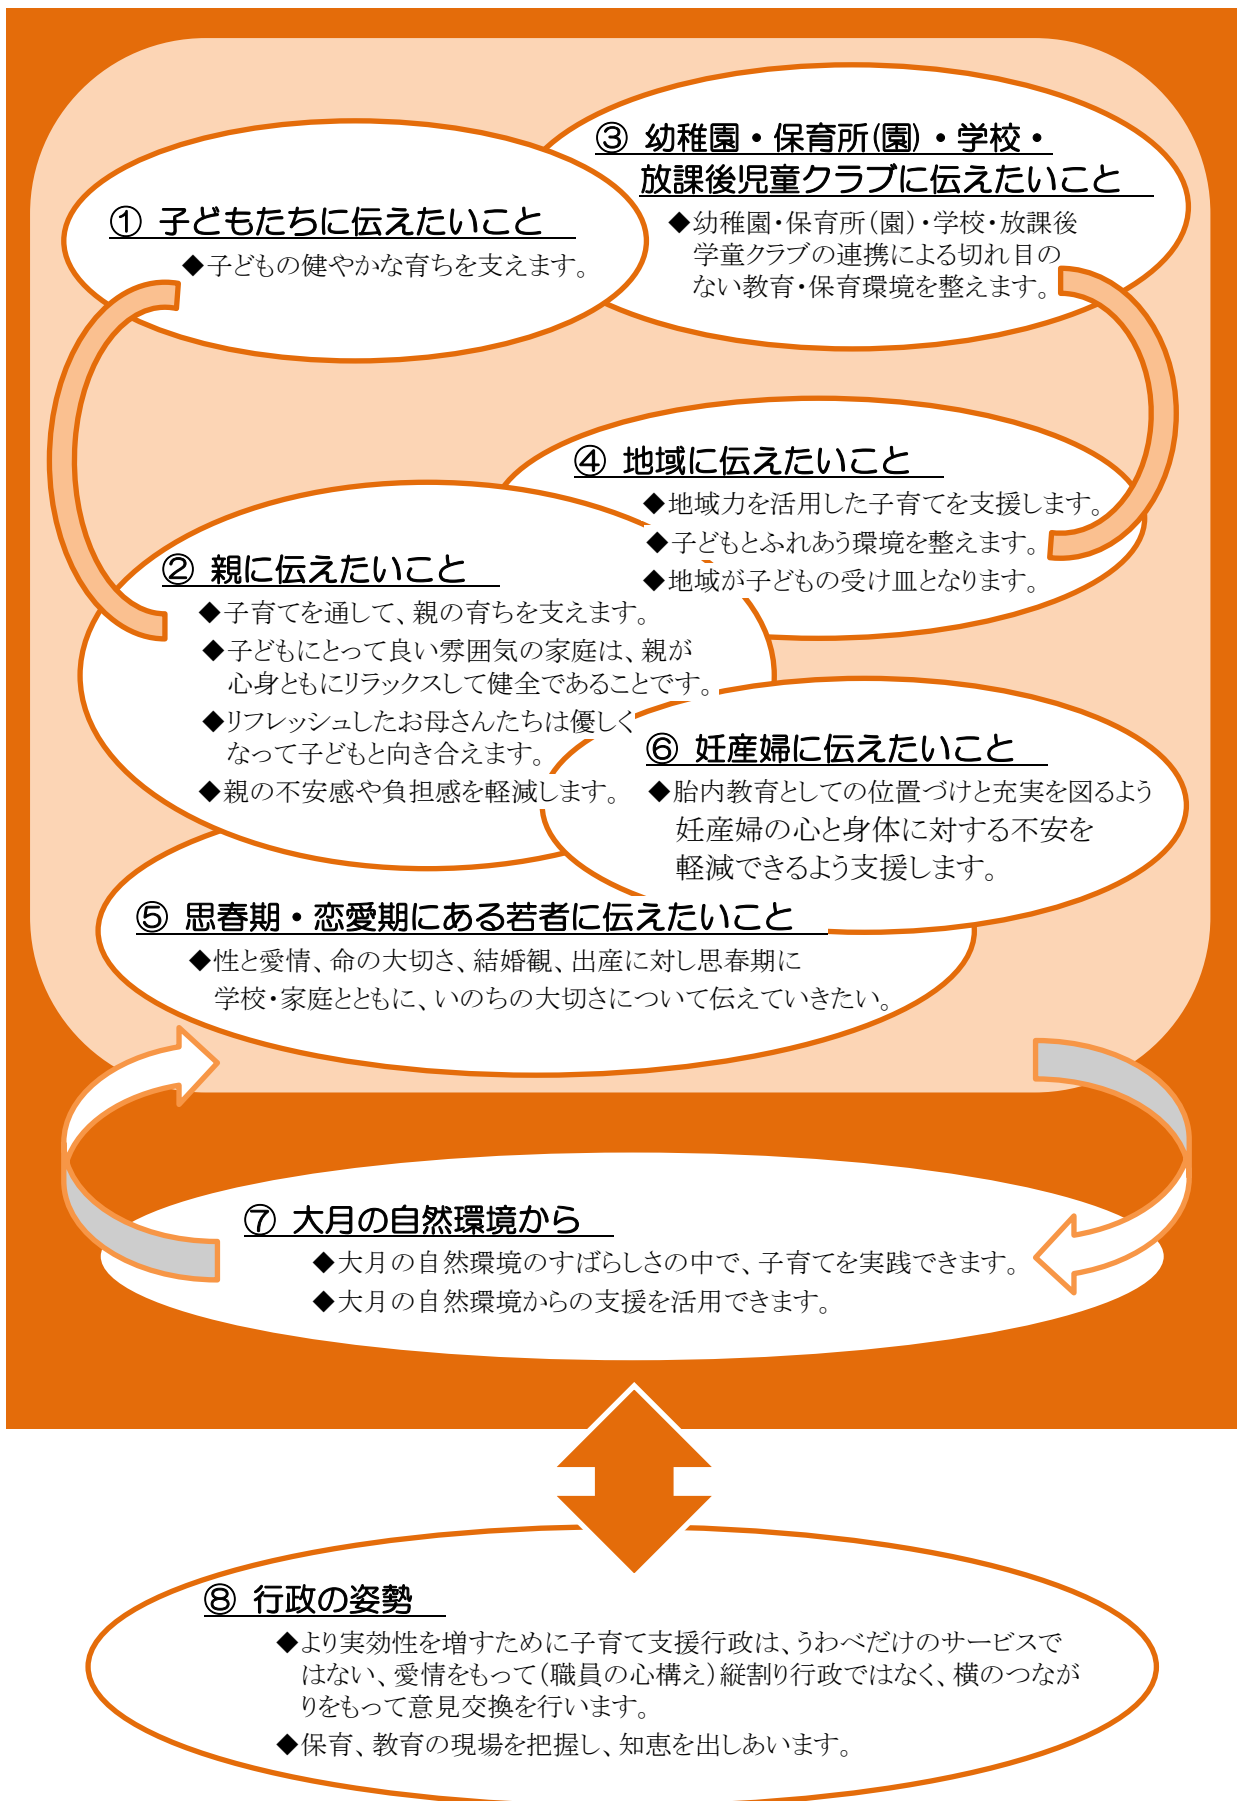 ① 子どもたちに伝えたいこと
◆子どもの健やかな育ちを支えます。
③ 幼稚園・保育所(園)・学校・
放課後児童クラブに伝えたいこと
◆幼稚園・保育所(園)・学校・放課後
学童クラブの連携による切れ目の
ない教育・保育環境を整えます。
④ 地域に伝えたいこと
◆地域力を活用した子育てを支援します。
◆子どもとふれあう環境を整えます。
◆地域が子どもの受け皿となります。
② 親に伝えたいこと
◆子育てを通して、親の育ちを支えます。
◆子どもにとって良い雰囲気の家庭は、親が
心身ともにリラックスして健全であることです。
◆リフレッシュしたお母さんたちは優しく
なって子どもと向き合えます。
◆親の不安感や負担感を軽減します。
⑥ 妊産婦に伝えたいこと
◆胎内教育としての位置づけと充実を図るよう
妊産婦の心と身体に対する不安を
軽減できるよう支援します。
⑤ 思春期・恋愛期にある若者に伝えたいこと
◆性と愛情、命の大切さ、結婚観、出産に対し思春期に
学校・家庭とともに、いのちの大切さについて伝えていきたい。
⑦ 大月の自然環境から
◆大月の自然環境のすばらしさの中で、子育てを実践できます。
◆大月の自然環境からの支援を活用できます。
⑧ 行政の姿勢
◆より実効性を増すために子育て支援行政は、うわべだけのサービスで
はない、愛情をもって(職員の心構え)縦割り行政ではなく、横のつなが
りをもって意見交換を行います。
◆保育、教育の現場を把握し、知恵を出しあいます。